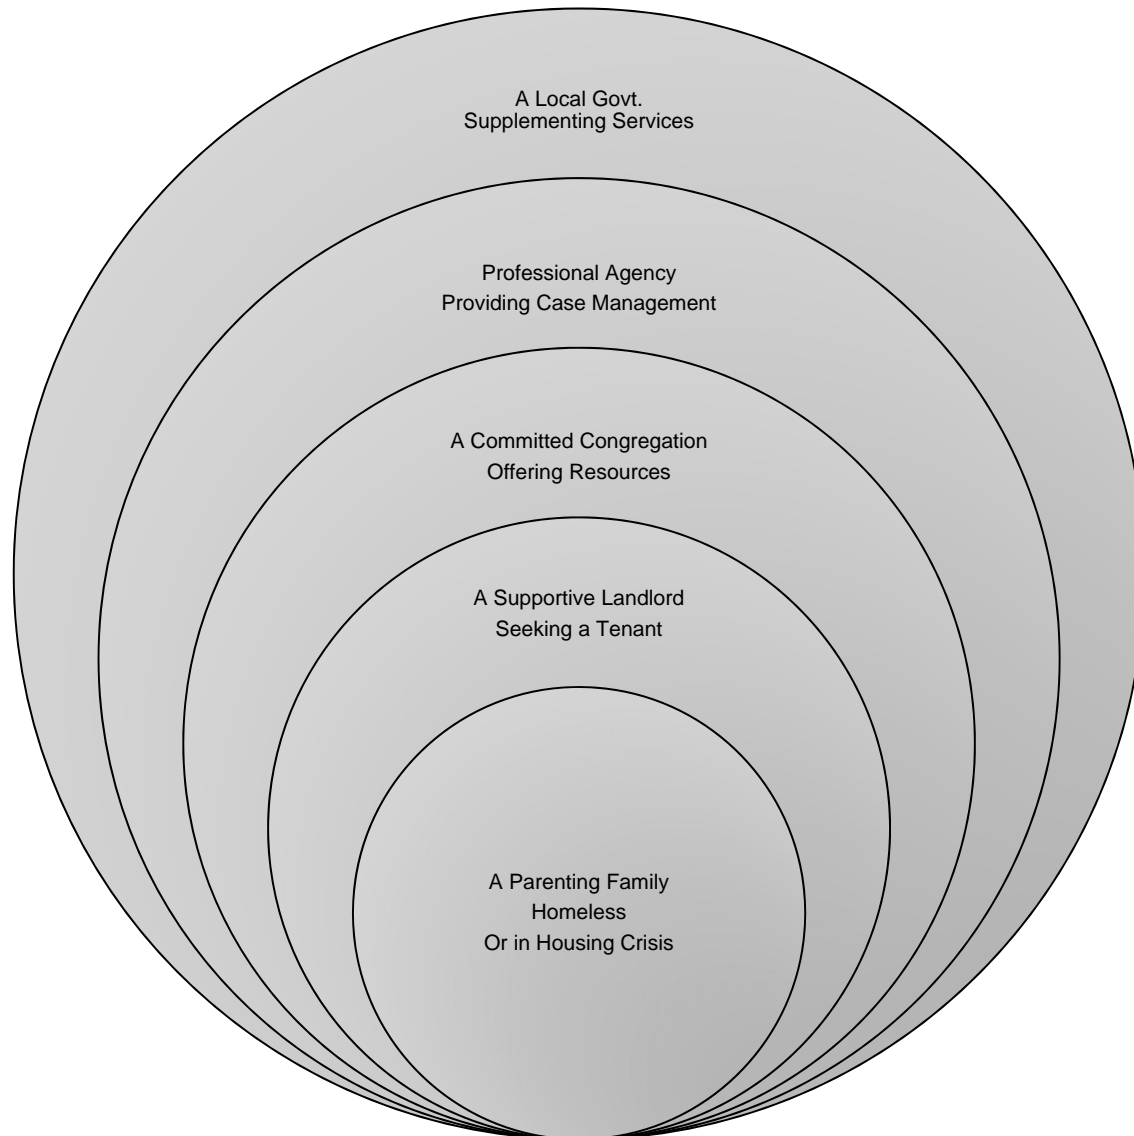 A Local Govt.
Supplementing Services
Professional Agency
Providing Case Management
A Committed Congregation
Offering Resources
A Supportive Landlord
Seeking a Tenant
A Parenting Family
Homeless
Or in Housing Crisis